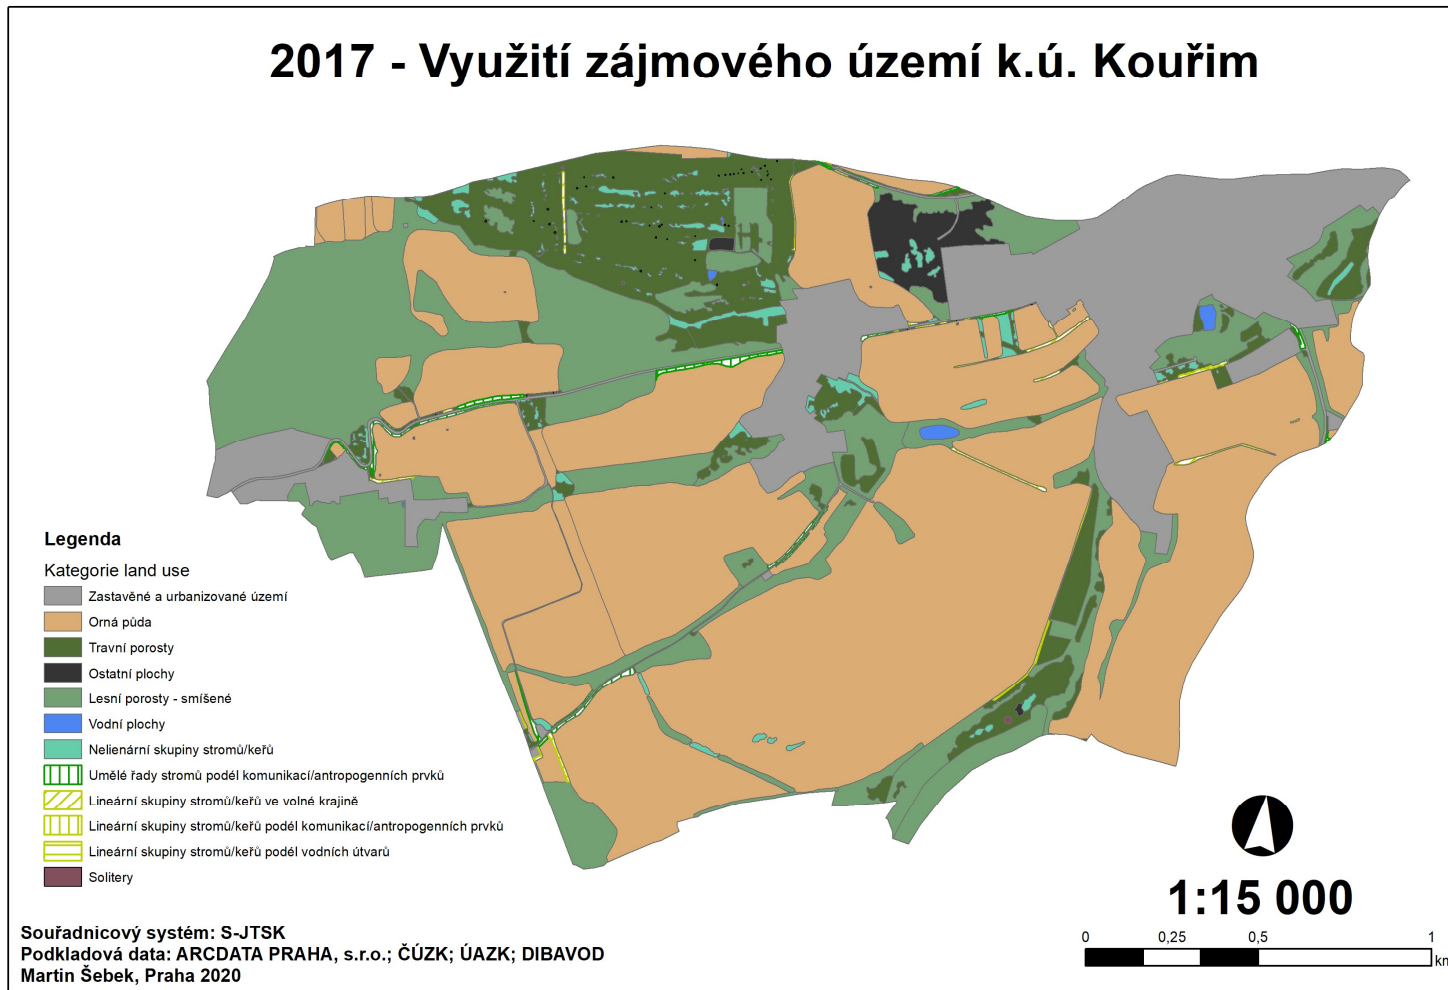 2017 - Využití zájmového území k.ú. Kouřim
Legenda
Kategorie land use
Zastavěné a urbanizované území
Orná půda
Travní porosty
Ostatní plochy
Lesní porosty - smíšené
Vodní plochy
Nelienární skupiny stromů/keřů
Umělé řady stromů podél komunikací/antropogenních prvků
Lineární skupiny stromů/keřů ve volné krajině
Lineární skupiny stromů/keřů podél komunikací/antropogenních prvků
Lineární skupiny stromů/keřů podél vodních útvarů
Solitery
1:15 000
0 0,25 0,5 1
km
Souřadnicový systém: S-JTSK
Podkladová data: ARCDATA PRAHA, s.r.o.; ČÚZK; ÚAZK; DIBAVOD
Martin Šebek, Praha 2020